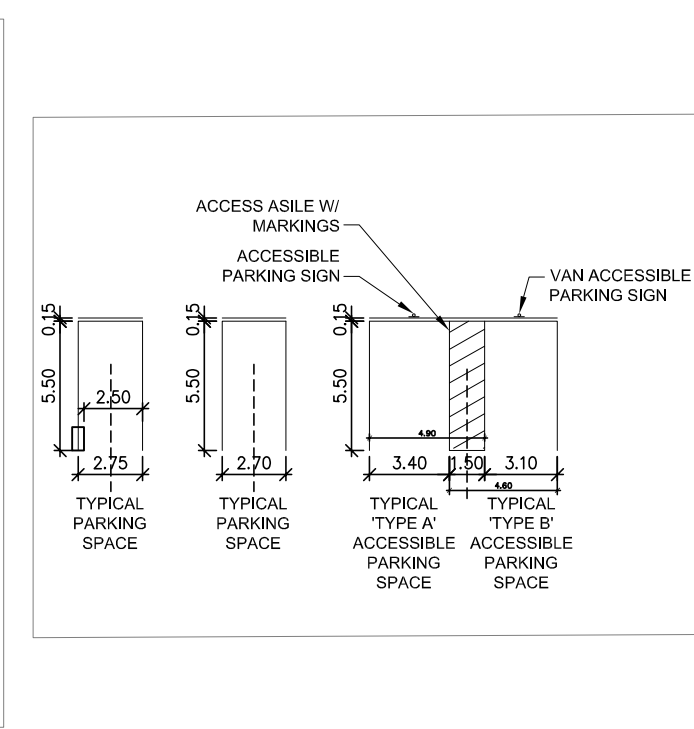 ACCESS ASILE W/
MARKINGS
ACCESSIBLE
PARKING SIGN
VAN ACCESSIBLE
PARKING SIGN
0.15
5.50
2.50
2.75
TYPICAL
PARKING
SPACE
0.15
5.50
2.70
TYPICAL
PARKING
SPACE
0.15
5.50
4.90
3.40
1.50
3.10
4.60
TYPICAL
'TYPE A'
ACCESSIBLE
PARKING
SPACE
TYPICAL
'TYPE B'
ACCESSIBLE
PARKING
SPACE